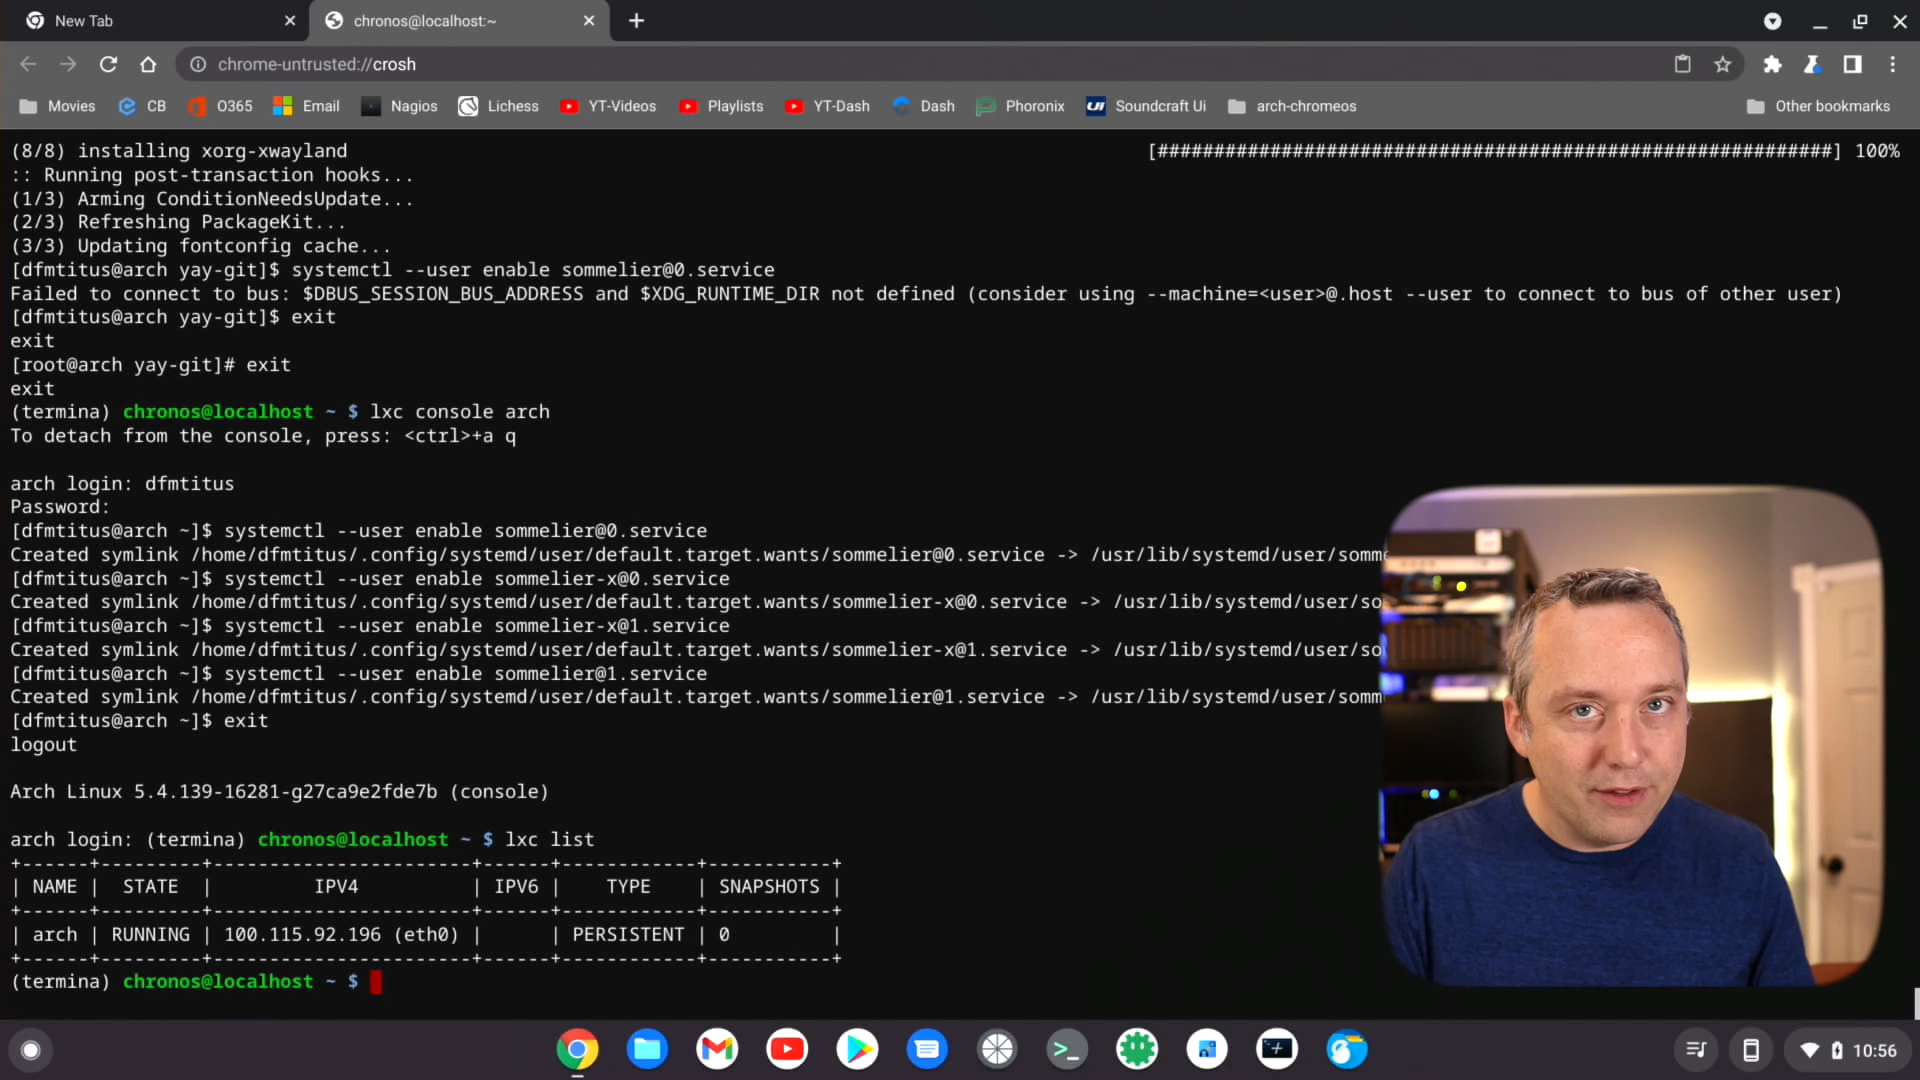 New Tab
chronos@localhost:~
chrome-untrusted://crosh
Movies
CB
O365
Email
Nagios
Lichess
YT-Videos
Playlists
YT-Dash
Dash
Phoronix
Soundcraft Ui
arch-chromeos
Other bookmarks
(8/8) installing xorg-xwayland [############################################################] 100%
:: Running post-transaction hooks...
(1/3) Arming ConditionNeedsUpdate...
(2/3) Refreshing PackageKit...
(3/3) Updating fontconfig cache...
[dfmtitus@arch yay-git]$ systemctl --user enable sommelier@0.service
Failed to connect to bus: $DBUS_SESSION_BUS_ADDRESS and $XDG_RUNTIME_DIR not defined (consider using --machine=<user>@.host --user to connect to bus of other user)
[dfmtitus@arch yay-git]$ exit
exit
[root@arch yay-git]# exit
exit
(termina) chronos@localhost ~ $ lxc console arch
To detach from the console, press: <ctrl>+a q
arch login: dfmtitus
Password:
[dfmtitus@arch ~]$ systemctl --user enable sommelier@0.service
Created symlink /home/dfmtitus/.config/systemd/user/default.target.wants/sommelier@0.service -> /usr/lib/systemd/user/somme
[dfmtitus@arch ~]$ systemctl --user enable sommelier-x@0.service
Created symlink /home/dfmtitus/.config/systemd/user/default.target.wants/sommelier-x@0.service -> /usr/lib/systemd/user/so
[dfmtitus@arch ~]$ systemctl --user enable sommelier-x@1.service
Created symlink /home/dfmtitus/.config/systemd/user/default.target.wants/sommelier-x@1.service -> /usr/lib/systemd/user/so
[dfmtitus@arch ~]$ systemctl --user enable sommelier@1.service
Created symlink /home/dfmtitus/.config/systemd/user/default.target.wants/sommelier@1.service -> /usr/lib/systemd/user/somm
[dfmtitus@arch ~]$ exit
logout
Arch Linux 5.4.139-16281-g27ca9e2fde7b (console)
arch login: (termina) chronos@localhost ~ $ lxc list
+------+---------+-----------------------+------+------------+-----------+
| NAME | STATE | IPV4 | IPV6 | TYPE | SNAPSHOTS |
+------+---------+-----------------------+------+------------+-----------+
| arch | RUNNING | 100.115.92.196 (eth0) | | PERSISTENT | 0 |
+------+---------+-----------------------+------+------------+-----------+
(termina) chronos@localhost ~ $
10:56